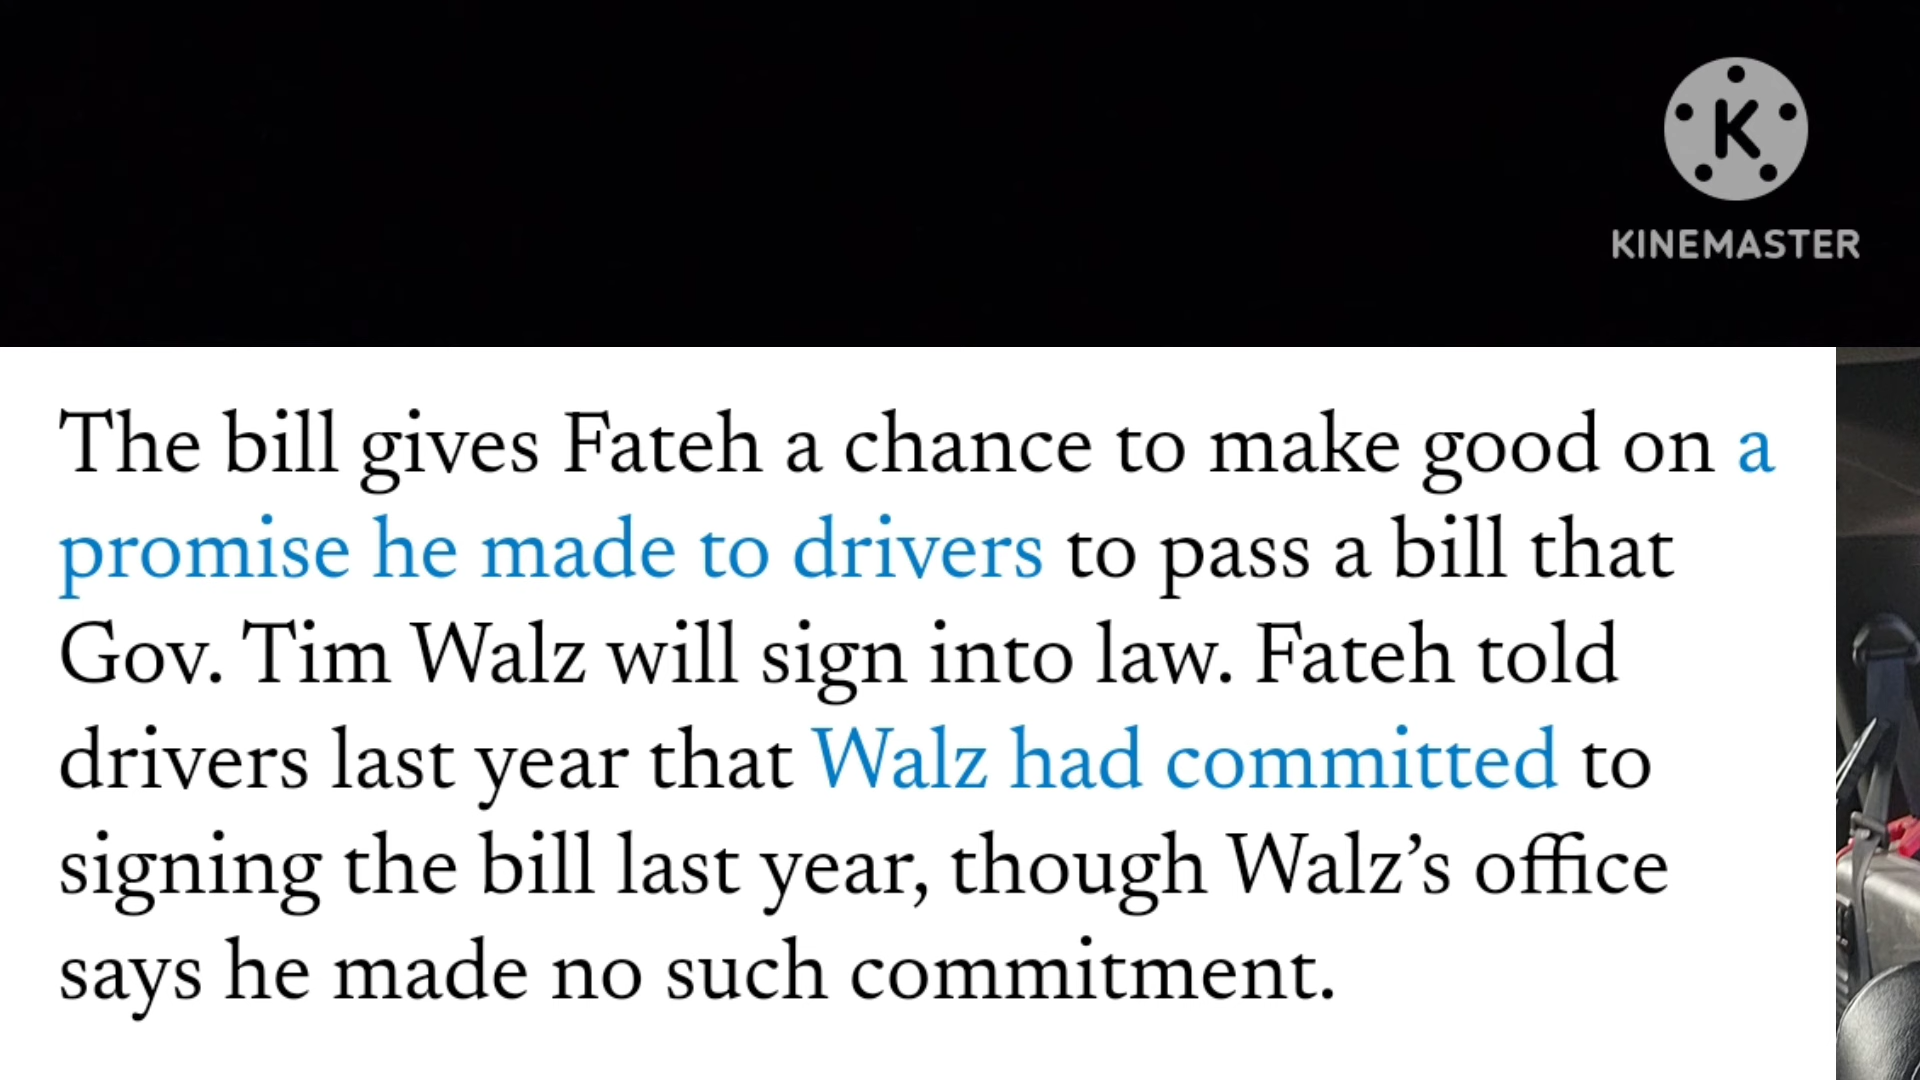 K
KINEMASTER
The bill gives Fateh a chance to make good on a
promise he made to drivers to pass a bill that
Gov. Tim Walz will sign into law. Fateh told
drivers last year that Walz had committed to
signing the bill last year, though Walz’s office
says he made no such commitment.